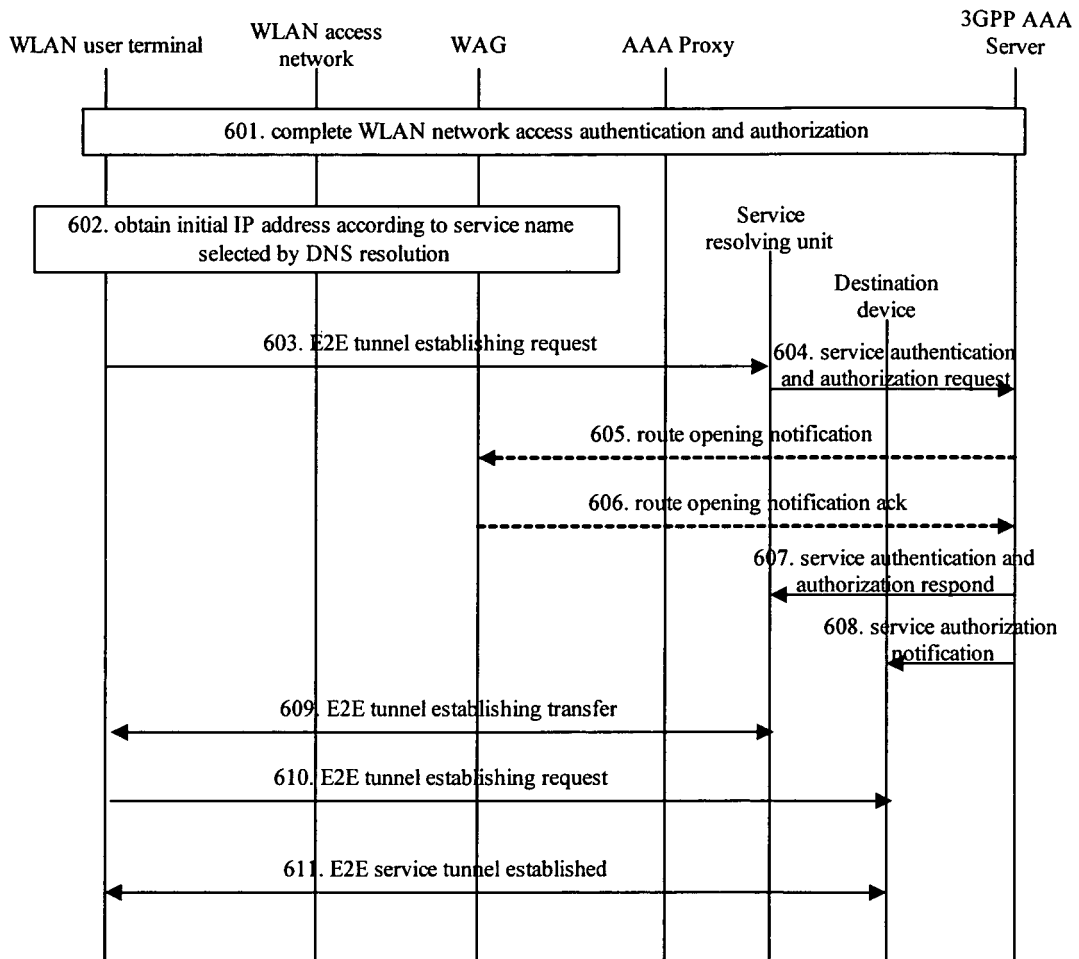 3GPP AAA
Server
WLAN user terminal
WLAN access
network
WAG
AAA Proxy
601. complete WLAN network access authentication and authorization
602. obtain initial IP address according to service name
selected by DNS resolution
Service
resolving unit
Destination
device
603. E2E tunnel establishing request
604. service authentication
and authorization request
605. route opening notification
606. route opening notification ack
607. service authentication and
authorization respond
608. service authorization
notification
609. E2E tunnel establishing transfer
610. E2E tunnel establishing request
611. E2E service tunnel established